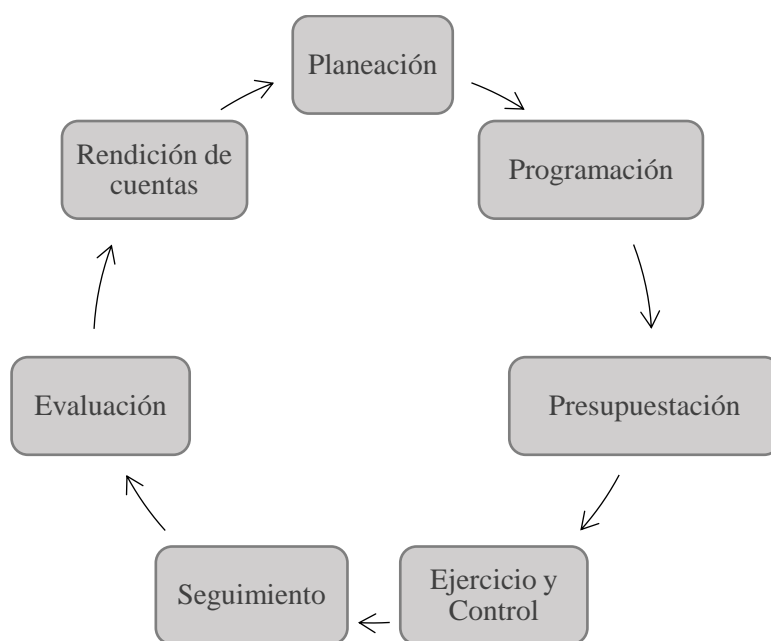 Planeación
Programación
Presupuestación
Ejercicio y
Control
Seguimiento
Evaluación
Rendición de
cuentas